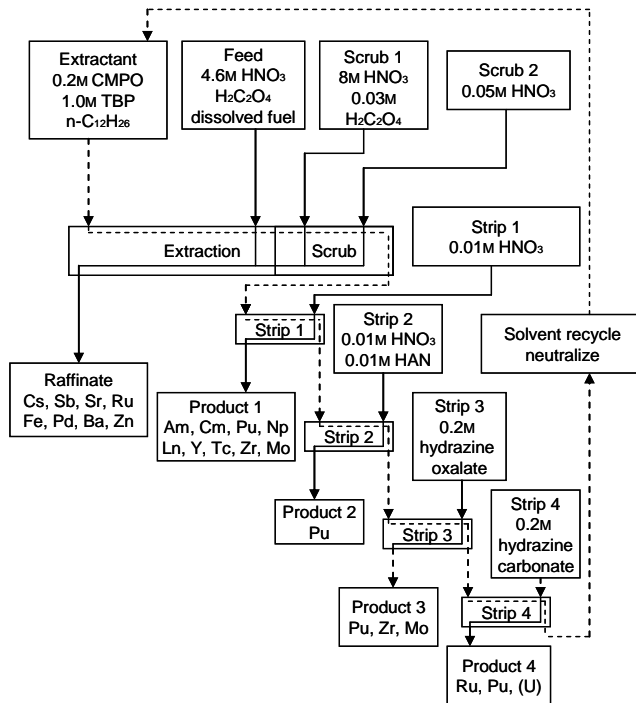 Extractant
0.2M CMPO
1.0M TBP
n-C₁₂H₂₆
Feed
4.6M HNO₃
H₂C₂O₄
dissolved fuel
Scrub 1
8M HNO₃
0.03M
H₂C₂O₄
Scrub 2
0.05M HNO₃
Extraction
Scrub
Strip 1
0.01M HNO₃
Strip 1
Strip 2
0.01M HNO₃
0.01M HAN
Solvent recycle
neutralize
Raffinate
Cs, Sb, Sr, Ru
Fe, Pd, Ba, Zn
Product 1
Am, Cm, Pu, Np
Ln, Y, Tc, Zr, Mo
Strip 2
Strip 3
0.2M
hydrazine
oxalate
Product 2
Pu
Strip 3
Strip 4
0.2M
hydrazine
carbonate
Product 3
Pu, Zr, Mo
Strip 4
Product 4
Ru, Pu, (U)